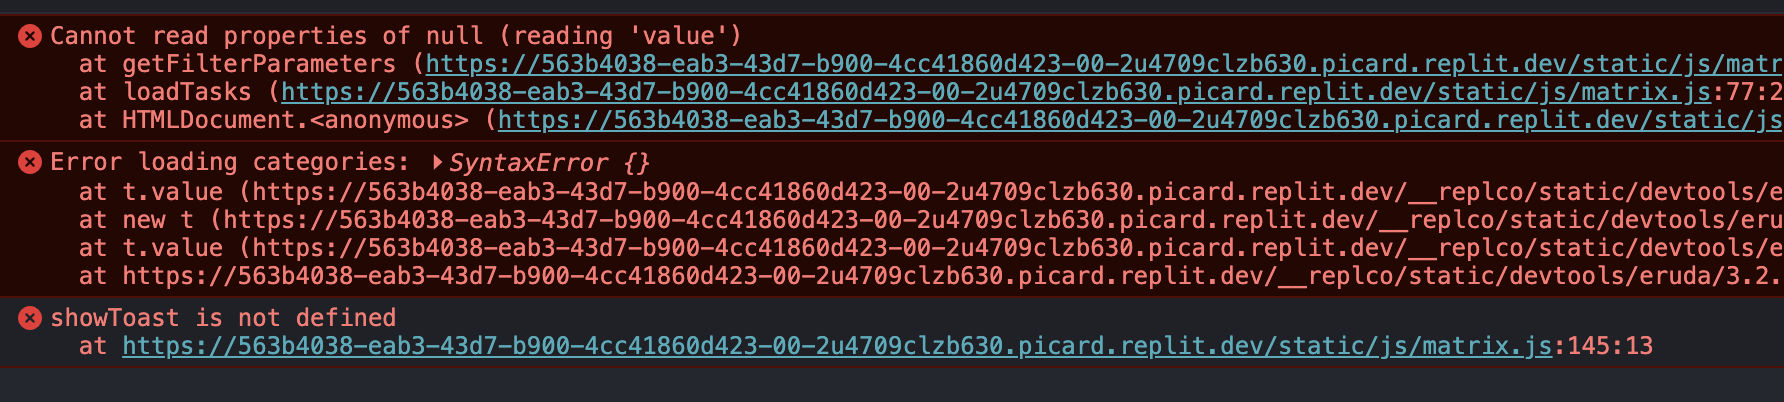 Cannot read properties of null (reading 'value')
at getFilterParameters (https://563b4038-eab3-43d7-b900-4cc41860d423-00-2u4709clzb630.picard.replit.dev/static/js/matr
at loadTasks (https://563b4038-eab3-43d7-b900-4cc41860d423-00-2u4709clzb630.picard.replit.dev/static/js/matrix.js:77:2
at HTMLDocument.<anonymous> (https://563b4038-eab3-43d7-b900-4cc41860d423-00-2u4709clzb630.picard.replit.dev/static/js
Error loading categories: ▸SyntaxError {}
at t.value (https://563b4038-eab3-43d7-b900-4cc41860d423-00-2u4709clzb630.picard.replit.dev/__replco/static/devtools/e
at new t (https://563b4038-eab3-43d7-b900-4cc41860d423-00-2u4709clzb630.picard.replit.dev/__replco/static/devtools/eru
at t.value (https://563b4038-eab3-43d7-b900-4cc41860d423-00-2u4709clzb630.picard.replit.dev/__replco/static/devtools/e
at https://563b4038-eab3-43d7-b900-4cc41860d423-00-2u4709clzb630.picard.replit.dev/__replco/static/devtools/eruda/3.2.
showToast is not defined
at https://563b4038-eab3-43d7-b900-4cc41860d423-00-2u4709clzb630.picard.replit.dev/static/js/matrix.js:145:13